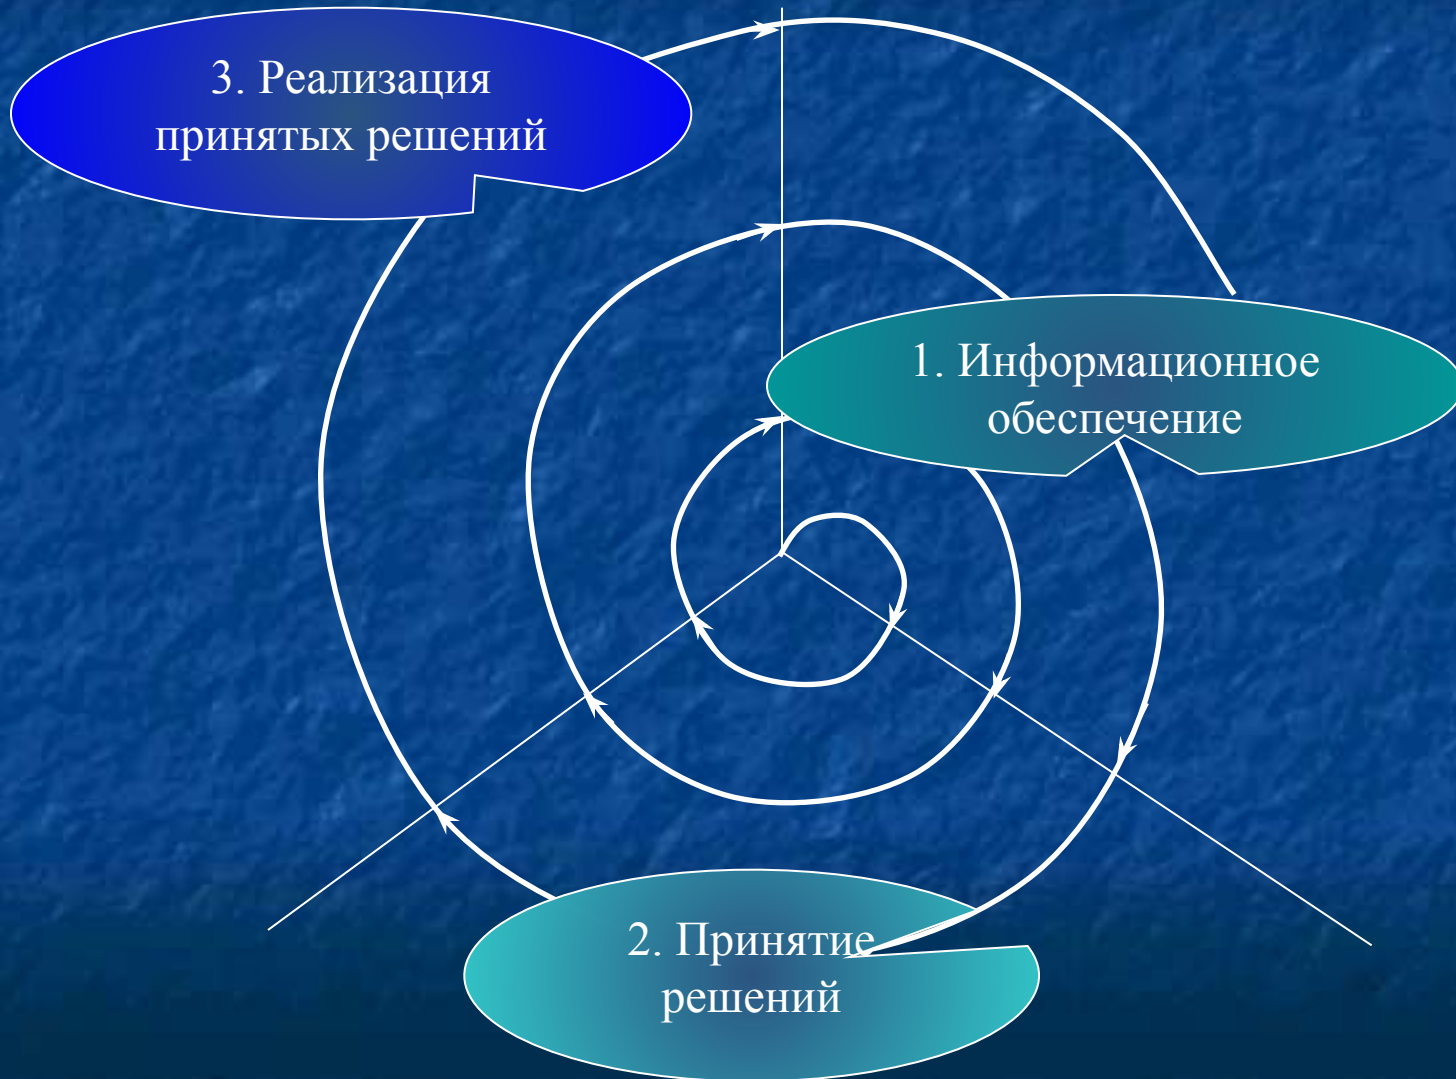 3. Реализация
принятых решений
1. Информационное
обеспечение
2. Принятие
решений